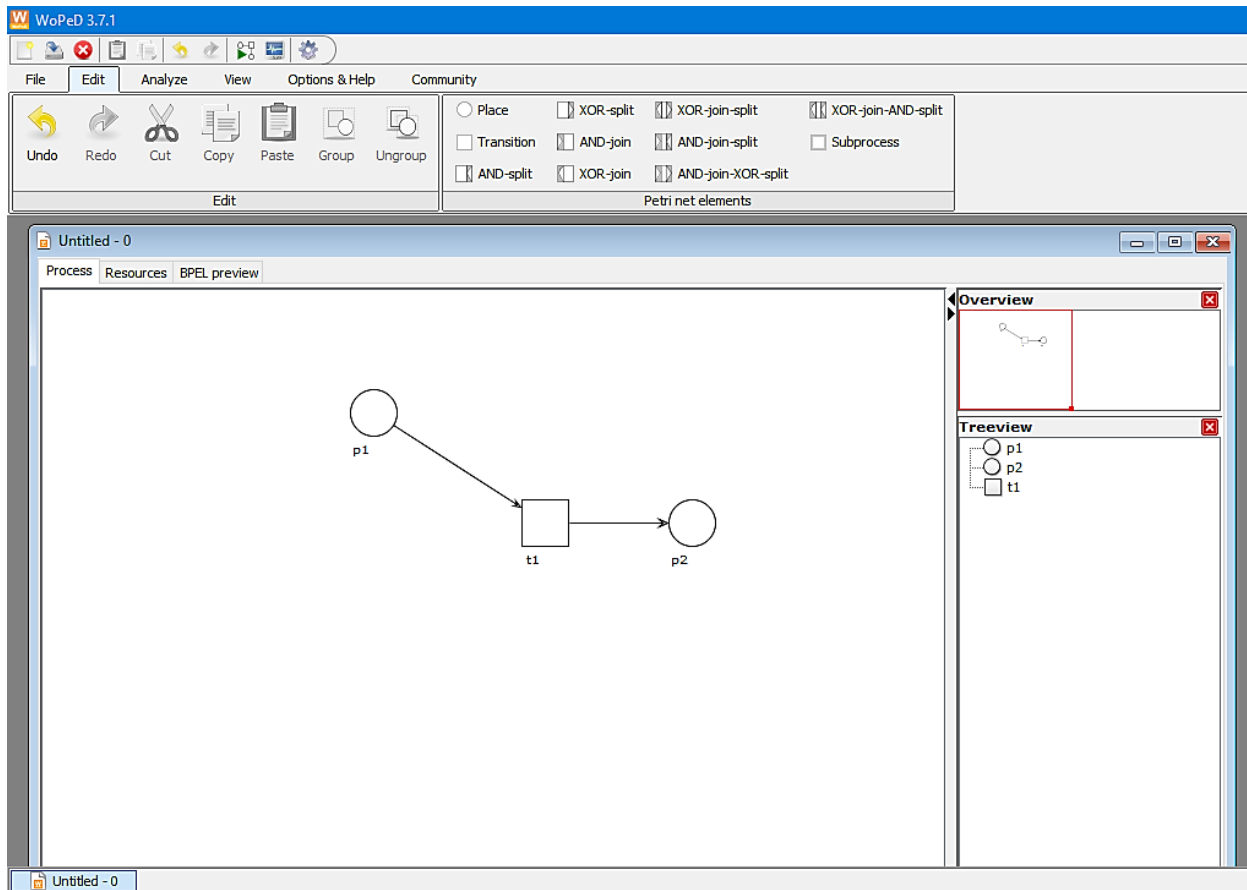 WoPeD 3.7.1
File Edit Analyze View Options & Help Community
Place XOR-split XOR-join-split XOR-join-AND-split
Transition AND-join AND-join-split Subprocess
Undo Redo Cut Copy Paste Group Ungroup
AND-split XOR-join AND-join-XOR-split
Edit Petri net elements
Untitled - 0
Process Resources BPEL preview
Overview
Treeview
p1
p2
t1
p1
t1 p2
Untitled - 0